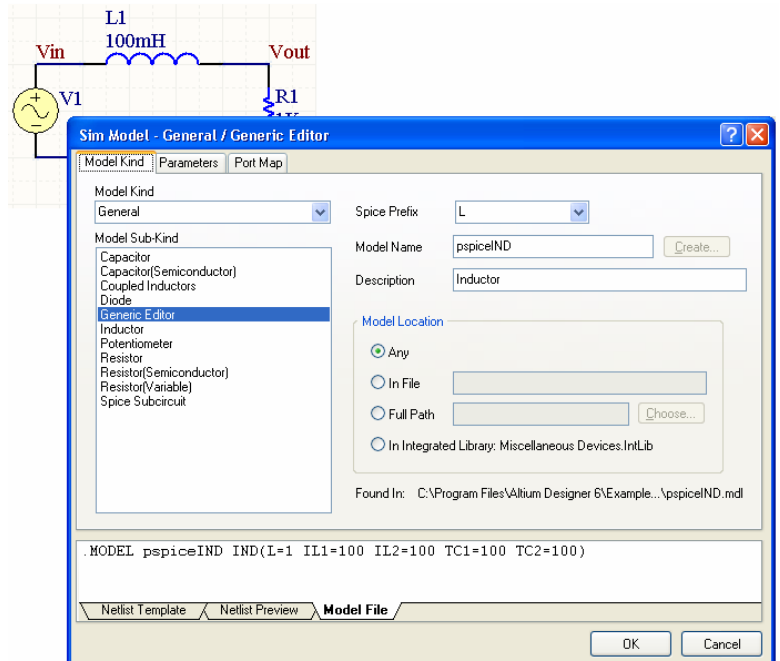 L1
100mH
Vin
Vout
V1
R1
1K
Sim Model - General / Generic Editor
Model Kind
Parameters
Port Map
Model Kind
General
Model Sub-Kind
Capacitor
Capacitor(Semiconductor)
Coupled Inductors
Diode
Generic Editor
Inductor
Potentiometer
Resistor
Resistor(Semiconductor)
Resistor(Variable)
Spice Subcircuit
Spice Prefix
L
Model Name
pspiceIND
Create...
Description
Inductor
Model Location
Any
In File
Full Path
Choose...
In Integrated Library: Miscellaneous Devices.IntLib
Found In: C:\Program Files\Altium Designer 6\Example...\pspiceIND.mdl
.MODEL pspiceIND IND(L=1 IL1=100 IL2=100 TC1=100 TC2=100)
Netlist Template
Netlist Preview
Model File
OK
Cancel